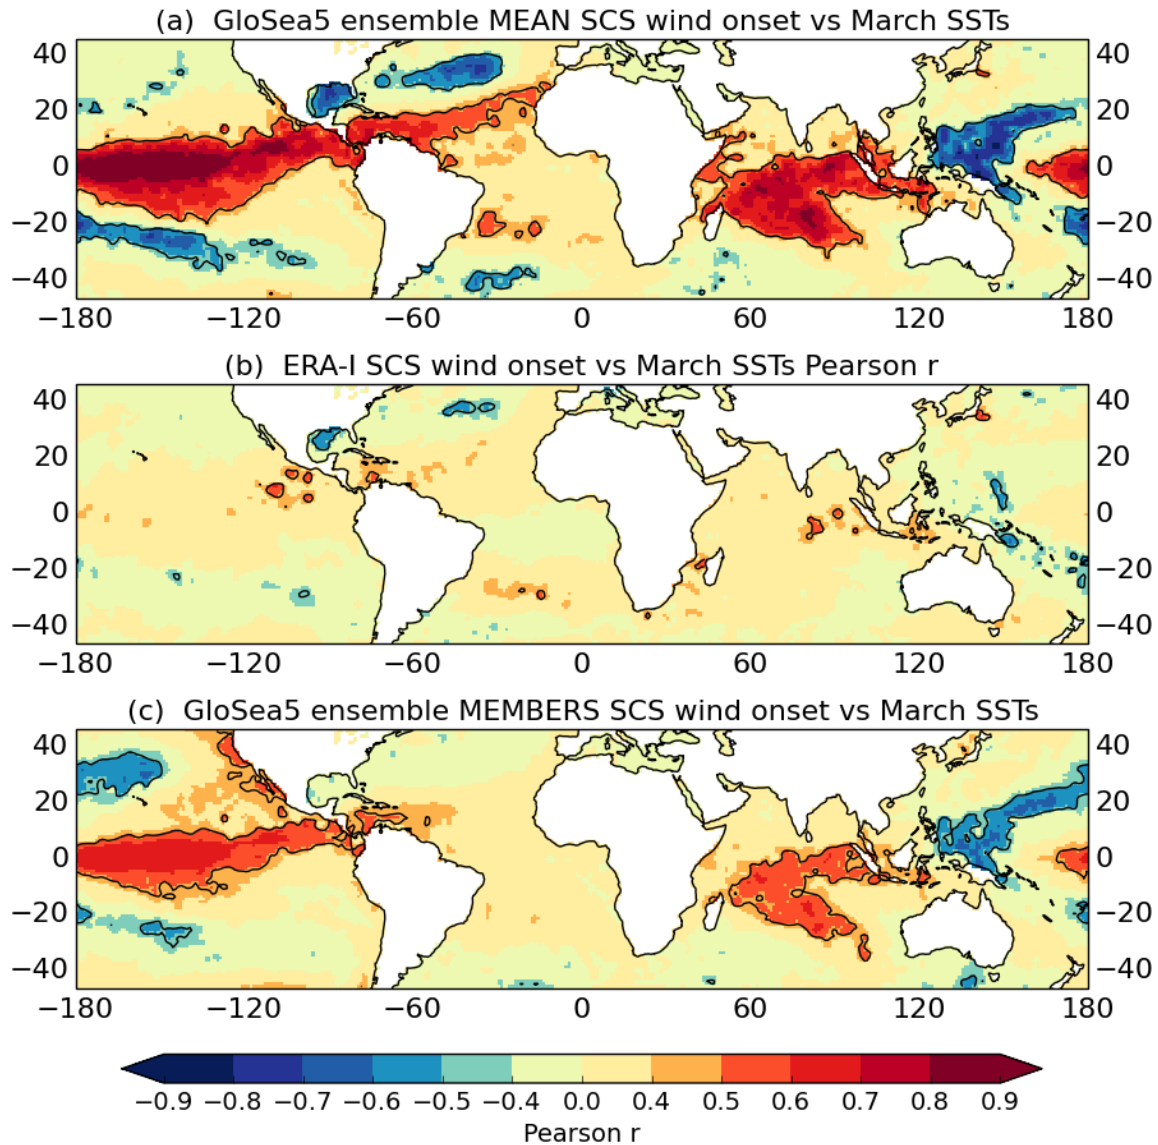 (a)  GloSea5 ensemble MEAN SCS wind onset vs March SSTs
40 40
20 20
0 0
−20 −20
−40 −40
−180 −120 −60 0 60 120 180
(b)  ERA-I SCS wind onset vs March SSTs Pearson r
40 40
20 20
0 0
−20 −20
−40 −40
−180 −120 −60 0 60 120 180
(c)  GloSea5 ensemble MEMBERS SCS wind onset vs March SSTs
40 40
20 20
0 0
−20 −20
−40 −40
−180 −120 −60 0 60 120 180
−0.9 −0.8 −0.7 −0.6 −0.5 −0.4 0.0 0.4 0.5 0.6 0.7 0.8 0.9
Pearson r